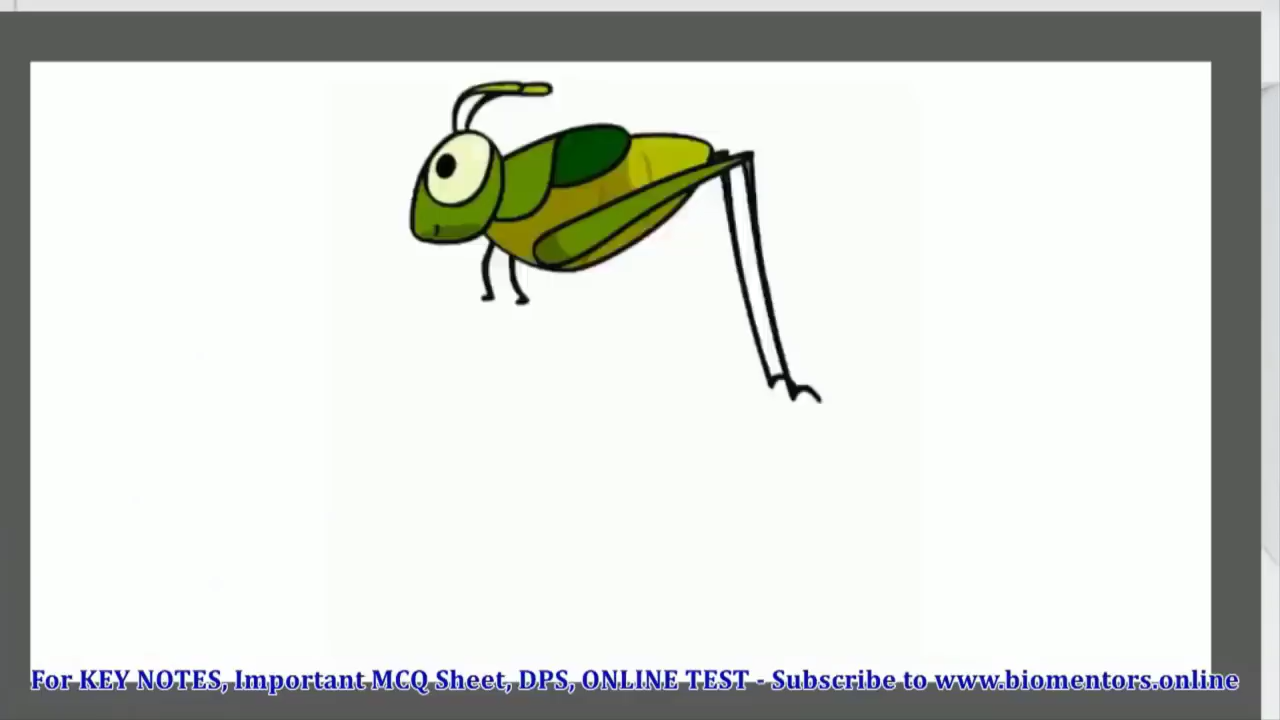 For KEY NOTES, Important MCQ Sheet, DPS, ONLINE TEST - Subscribe to www.biomentors.online